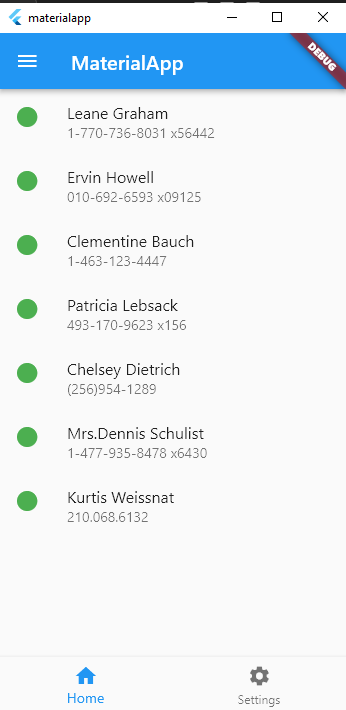 materialapp
MaterialApp
DEBUG
Leane Graham
1-770-736-8031 x56442
Ervin Howell
010-692-6593 x09125
Clementine Bauch
1-463-123-4447
Patricia Lebsack
493-170-9623 x156
Chelsey Dietrich
(256)954-1289
Mrs.Dennis Schulist
1-477-935-8478 x6430
Kurtis Weissnat
210.068.6132
Home
Settings